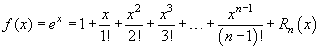 f(x) = e^x = 1 + x/1! + x^2/2! + x^3/3! + ... + x^{n-1}/(n-1)! + R_n(x)